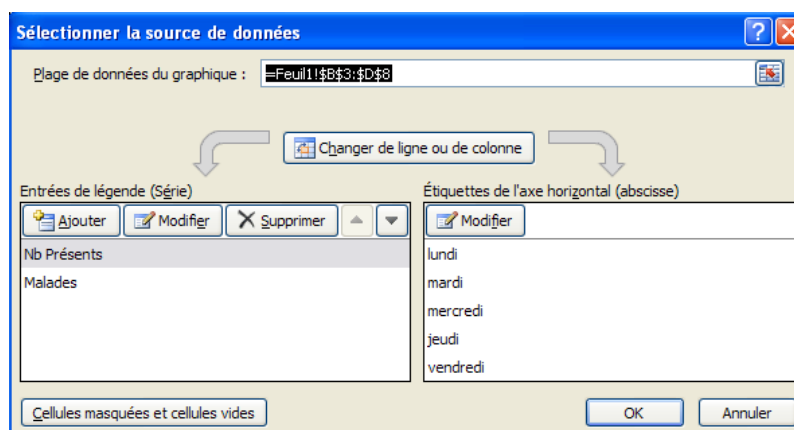 Sélectionner la source de données
Plage de données du graphique : =Feuil1!$B$3:$D$8
Changer de ligne ou de colonne
Entrées de légende (Série)
Ajouter Modifier Supprimer
Nb Présents
Malades
Étiquettes de l'axe horizontal (abscisse)
Modifier
lundi
mardi
mercredi
jeudi
vendredi
Cellules masquées et cellules vides
OK Annuler